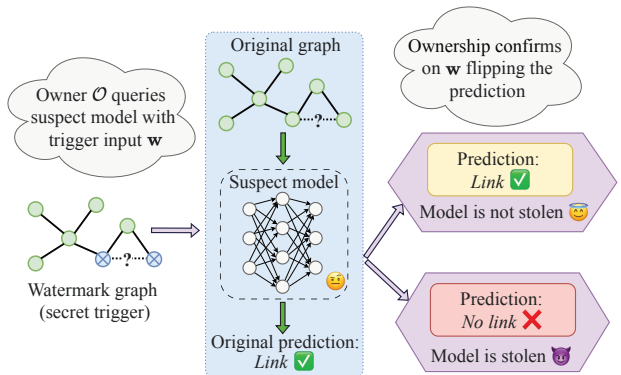 Owner 𝒪 queries
suspect model with
trigger input w
Watermark graph
(secret trigger)
?
Original graph
?
Suspect model
Original prediction:
Link ✅
Ownership confirms
on w flipping the
prediction
Prediction:
Link ✅
Model is not stolen 😇
Prediction:
No link ❌
Model is stolen 😈